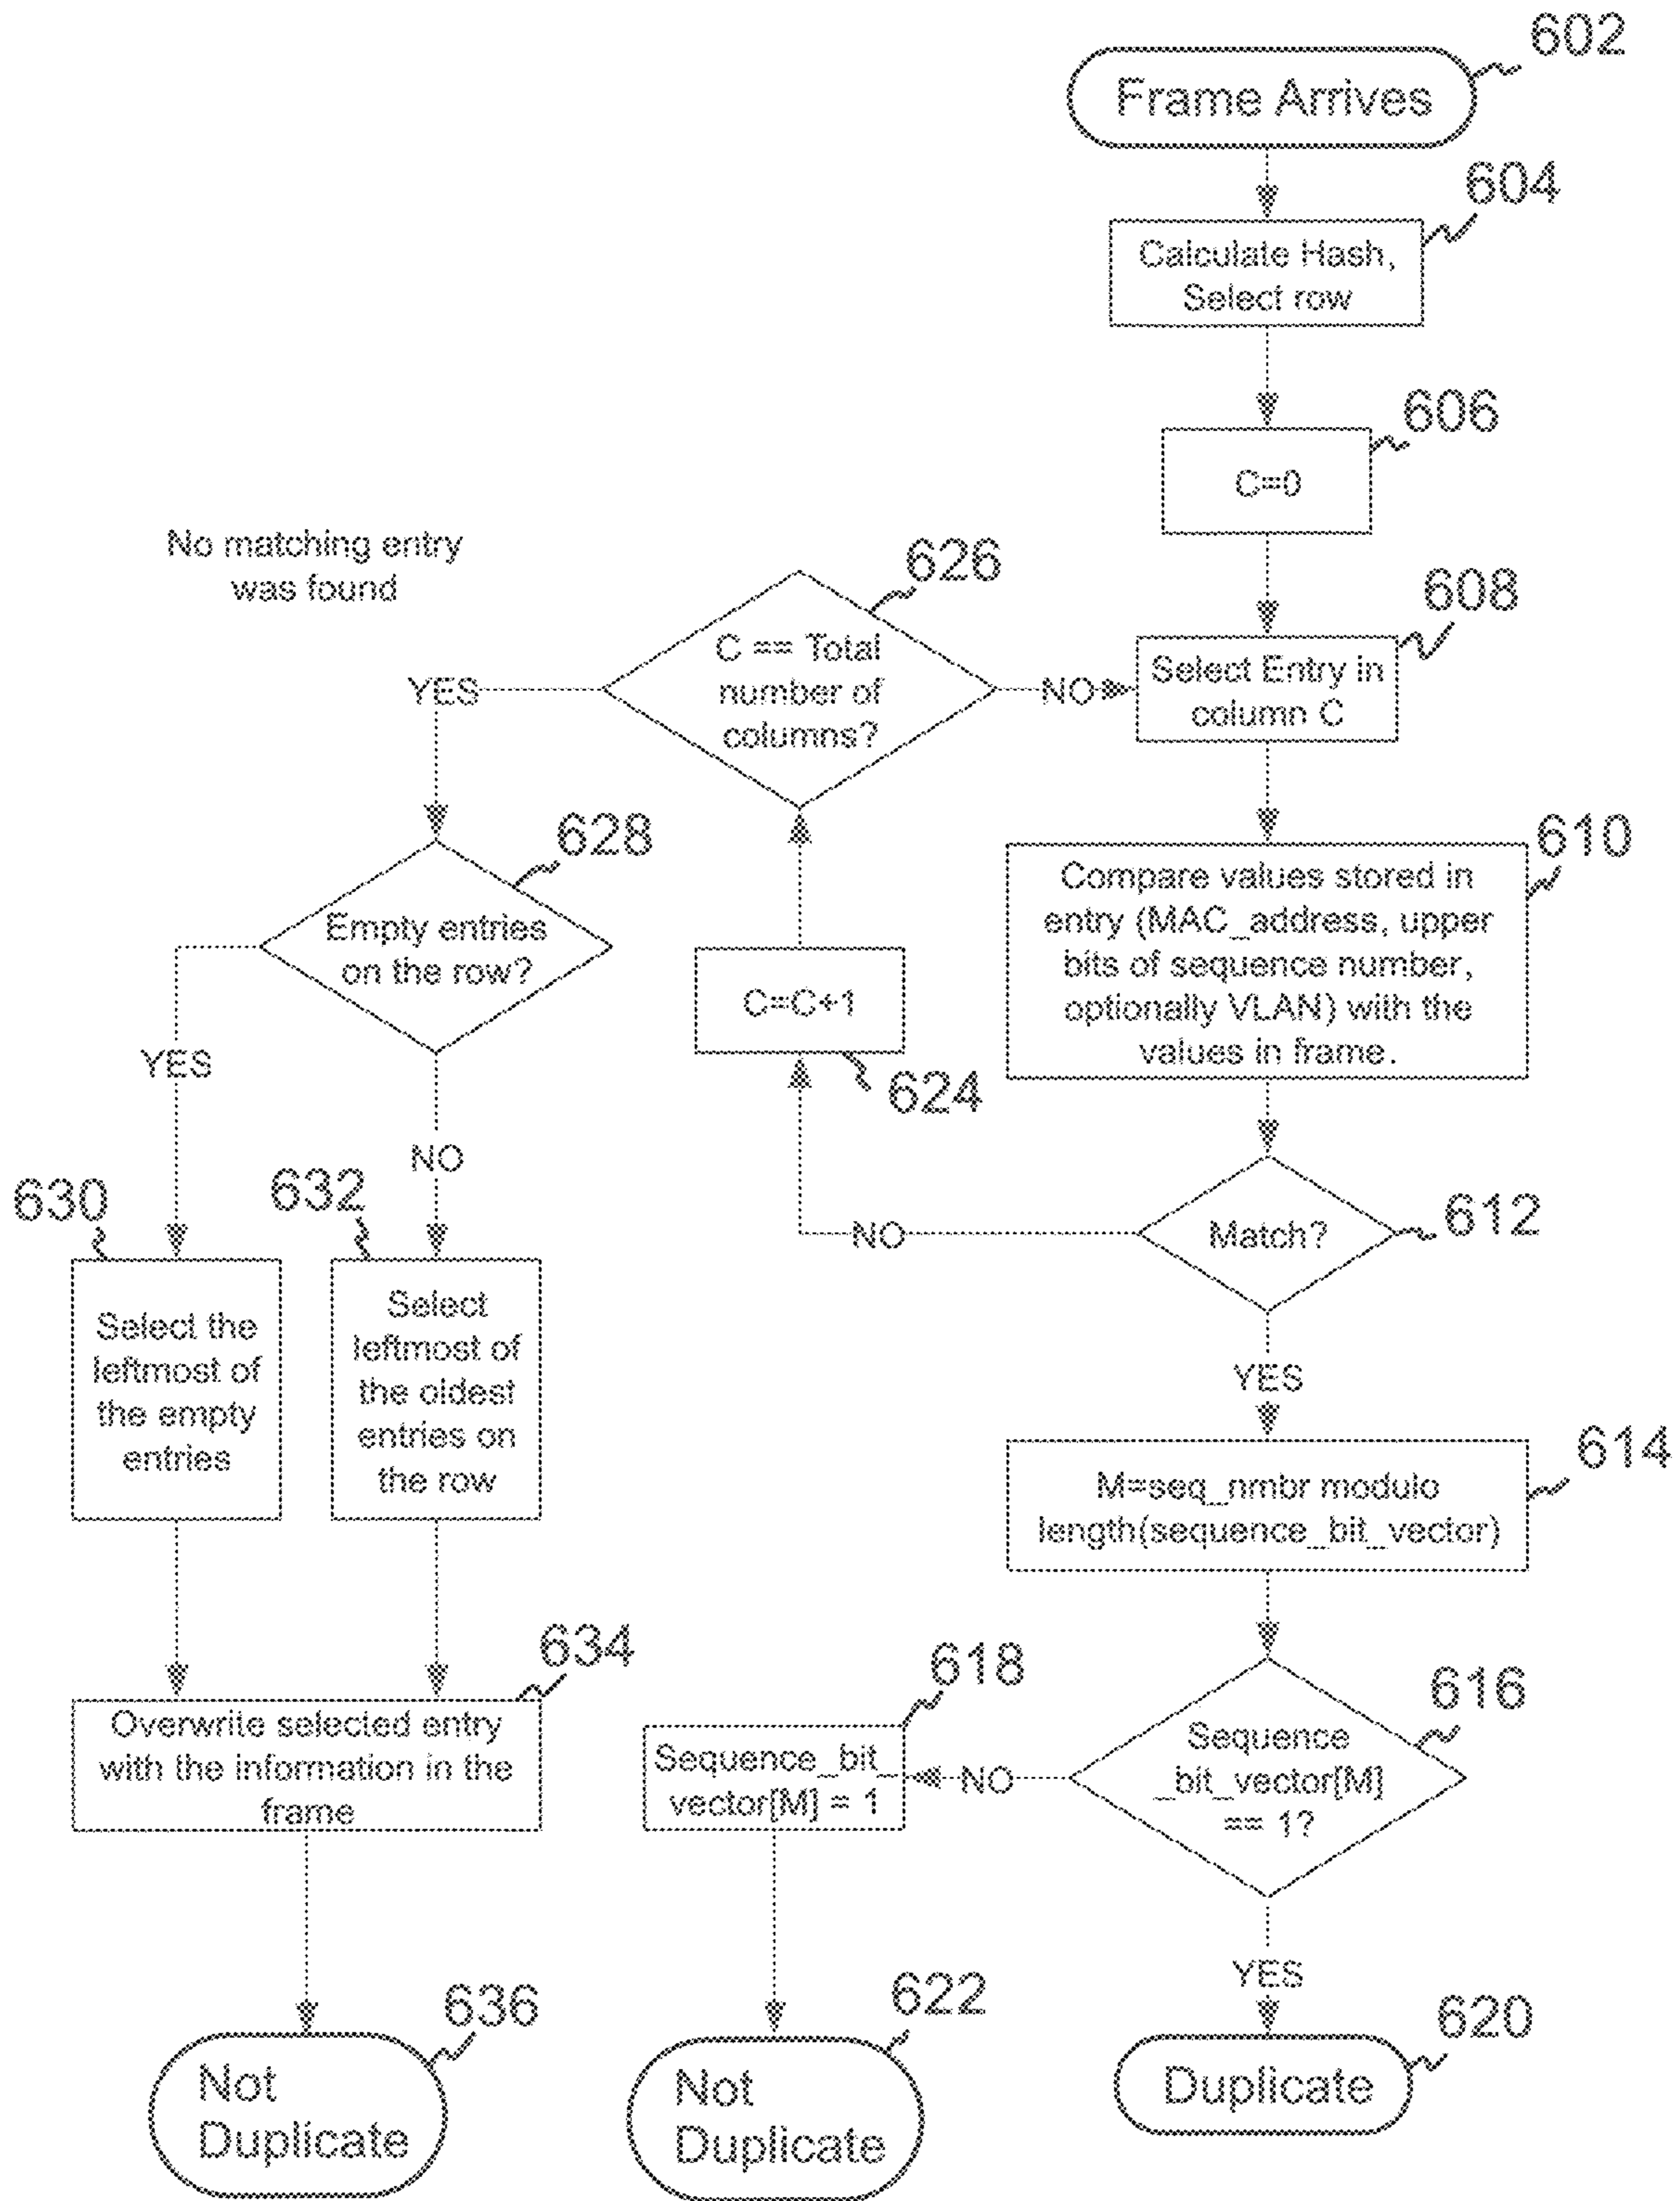 602
Frame Arrives
604
Calculate Hash,
Select row
606
C=0
No matching entry
was found
626
608
C == Total
number of
columns?
YES
NO
Select Entry in
column C
628
610
Empty entries
on the row?
Compare values stored in
entry (MAC_address, upper
bits of sequence number,
optionally VLAN) with the
values in frame.
C=C+1
624
YES
NO
630
632
612
Match?
NO
Select the
leftmost of
the empty
entries
Select
leftmost of
the oldest
entries on
the row
YES
614
M=seq_nmbr modulo
length(sequence_bit_vector)
634
618
616
Overwrite selected entry
with the information in the
frame
Sequence_bit_
vector[M] = 1
NO
Sequence
_bit_vector[M]
== 1?
YES
636
622
620
Not
Duplicate
Not
Duplicate
Duplicate